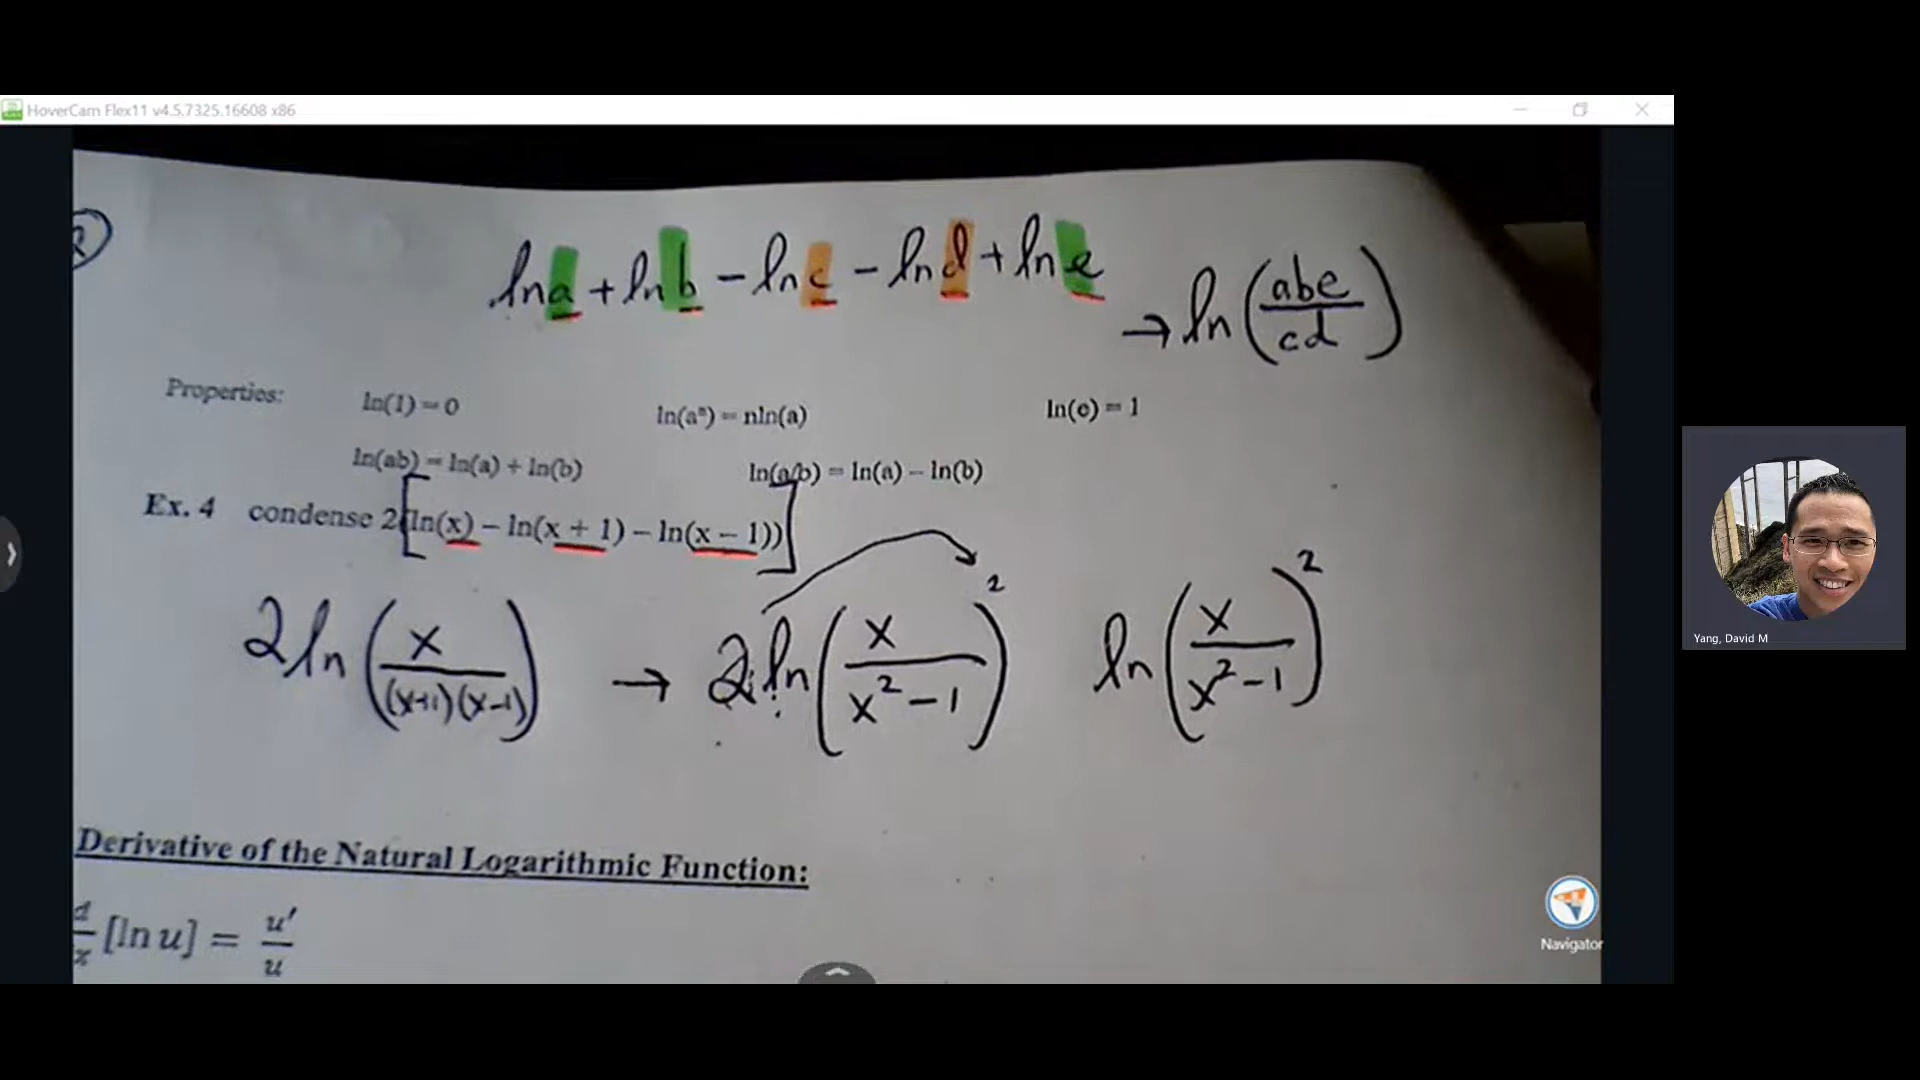 HoverCam Flex11 v4.5.7325.16608 x86
ln a + ln b - ln c - ln d + ln e → ln(abe/cd)
Properties: ln(1) = 0 ln(aⁿ) = nln(a) ln(e) = 1
ln(ab) = ln(a) + ln(b) ln(a/b) = ln(a) – ln(b)
Ex. 4 condense 2[(ln(x) – ln(x + 1) – ln(x – 1))]
2ln(x/((x+1)(x-1))) → 2ln(x/(x²-1))² ln(x/(x²-1))²
Yang, David M
Derivative of the Natural Logarithmic Function:
[ln u] = u'/u
Navigator